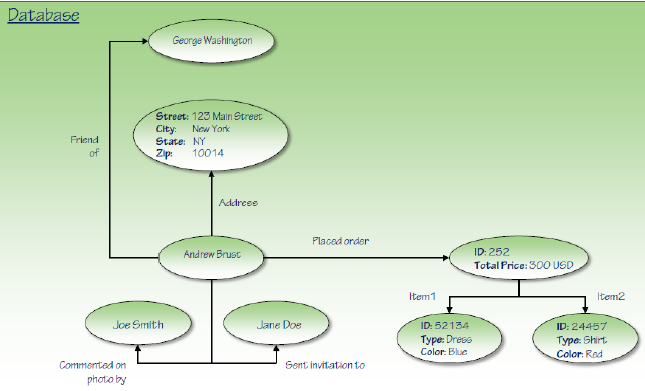 Database
George Washington
Street: 123 Main Street
City: New York
State: NY
Zip: 10014
Friend
of
Address
Placed order
Andrew Brust
ID: 252
Total Price: 300 USD
Item1
Item2
Joe Smith
Jane Doe
ID: 52134
Type: Dress
Color: Blue
ID: 24457
Type: Shirt
Color: Red
Commented on
photo by
Sent invitation to